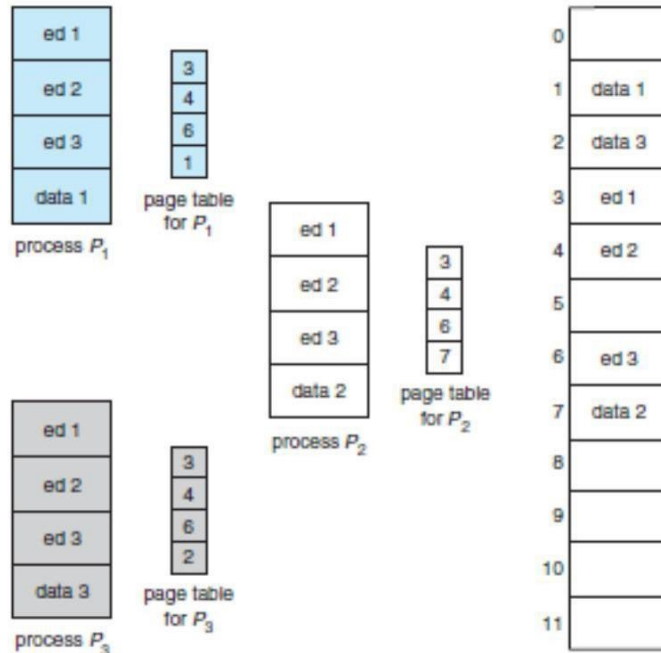 ed 1
ed 2
ed 3
data 1
process P1
3
4
6
1
page table
for P1
ed 1
ed 2
ed 3
data 2
process P2
3
4
6
7
page table
for P2
ed 1
ed 2
ed 3
data 3
process P3
3
4
6
2
page table
for P3
0
1 data 1
2 data 3
3 ed 1
4 ed 2
5
6 ed 3
7 data 2
8
9
10
11